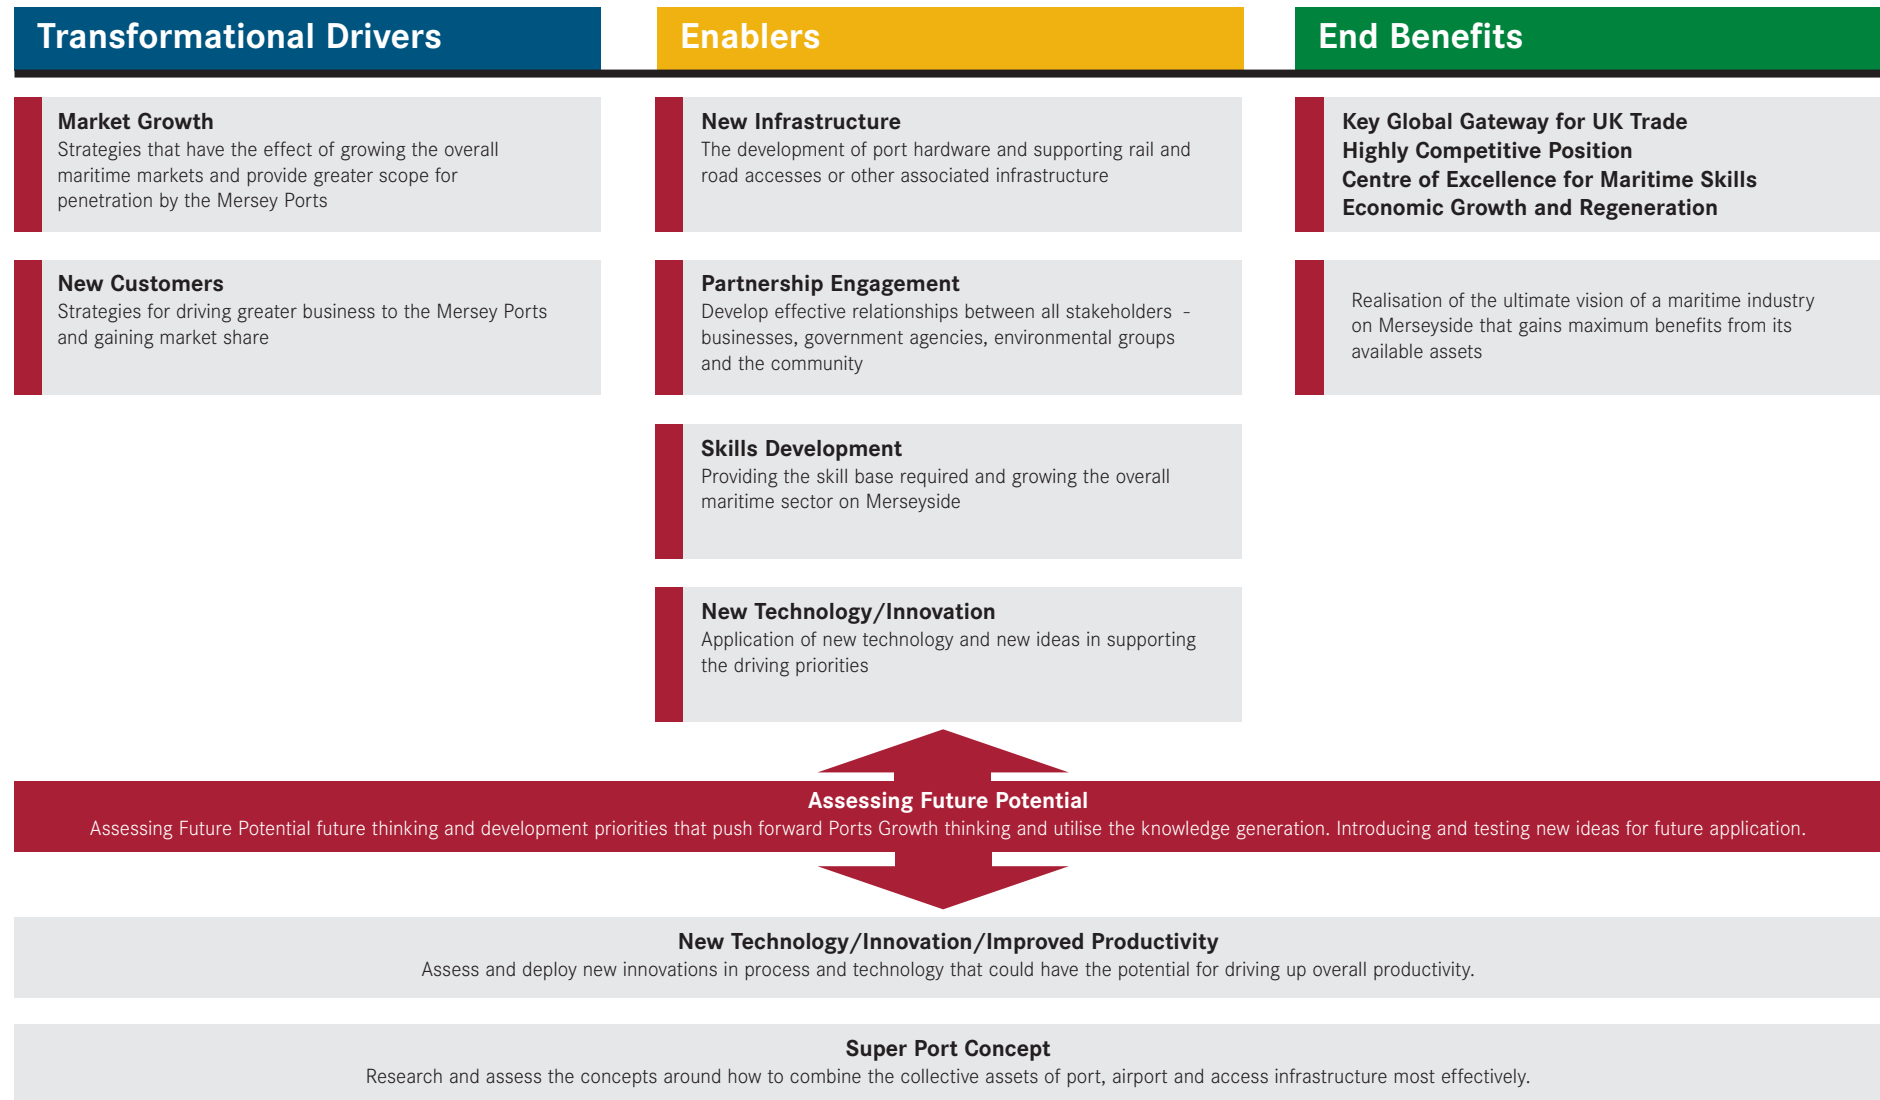 Transformational Drivers
Market Growth
Strategies that have the effect of growing the overall
maritime markets and provide greater scope for
penetration by the Mersey Ports
New Customers
Strategies for driving greater business to the Mersey Ports
and gaining market share
Enablers
New Infrastructure
The development of port hardware and supporting rail and
road accesses or other associated infrastructure
Partnership Engagement
Develop effective relationships between all stakeholders -
businesses, government agencies, environmental groups
and the community
Skills Development
Providing the skill base required and growing the overall
maritime sector on Merseyside
New Technology/Innovation
Application of new technology and new ideas in supporting
the driving priorities
End Benefits
Key Global Gateway for UK Trade
Highly Competitive Position
Centre of Excellence for Maritime Skills
Economic Growth and Regeneration
Realisation of the ultimate vision of a maritime industry
on Merseyside that gains maximum benefits from its
available assets
Assessing Future Potential
Assessing Future Potential future thinking and development priorities that push forward Ports Growth thinking and utilise the knowledge generation. Introducing and testing new ideas for future application.
New Technology/Innovation/Improved Productivity
Assess and deploy new innovations in process and technology that could have the potential for driving up overall productivity.
Super Port Concept
Research and assess the concepts around how to combine the collective assets of port, airport and access infrastructure most effectively.